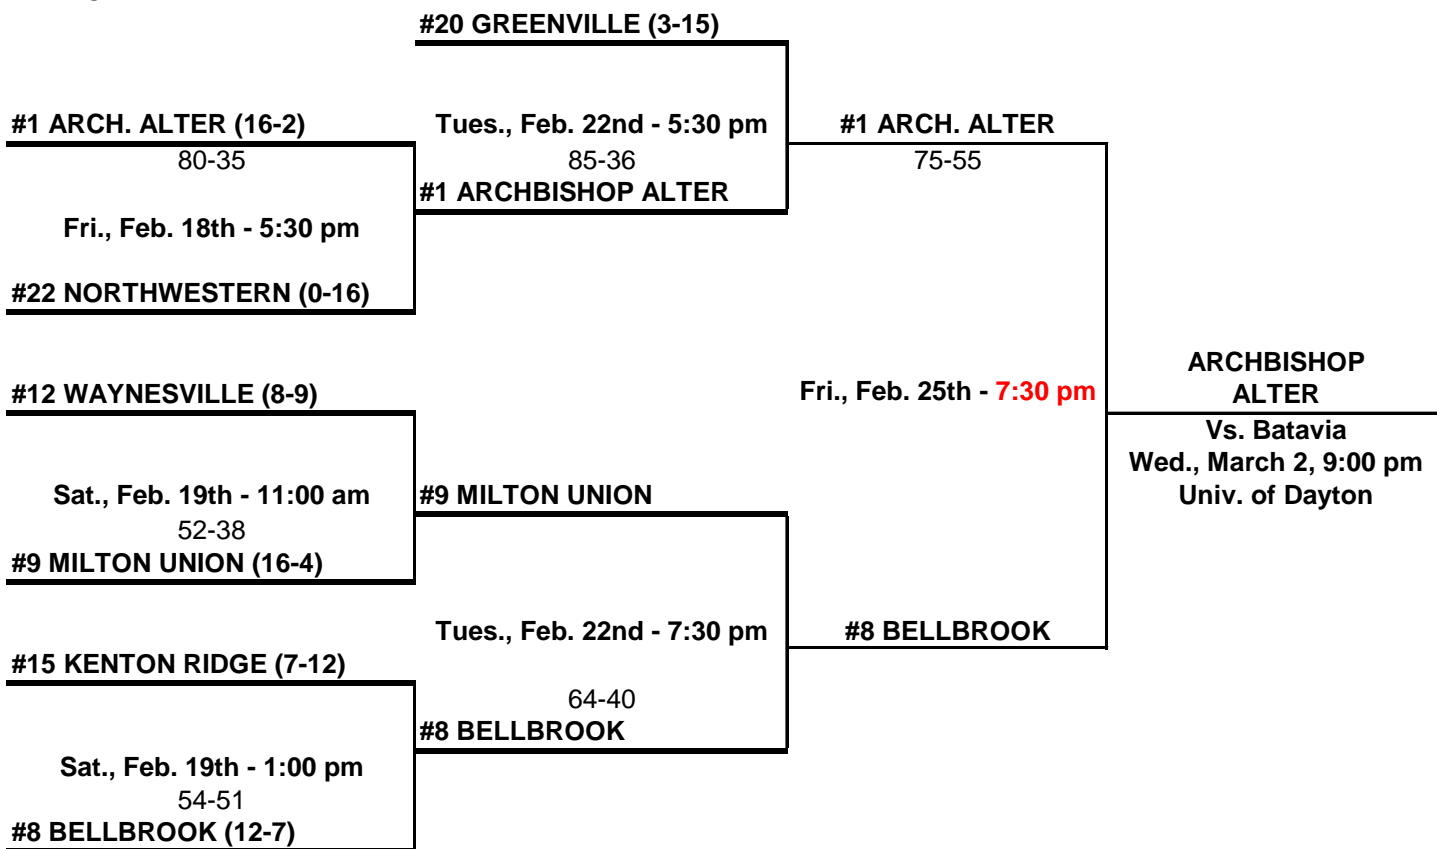 #20 GREENVILLE (3-15)
#1 ARCH. ALTER (16-2)
80-35
Fri., Feb. 18th - 5:30 pm
#22 NORTHWESTERN (0-16)
Tues., Feb. 22nd - 5:30 pm
85-36
#1 ARCHBISHOP ALTER
#1 ARCH. ALTER
75-55
#12 WAYNESVILLE (8-9)
Sat., Feb. 19th - 11:00 am
52-38
#9 MILTON UNION (16-4)
#9 MILTON UNION
Fri., Feb. 25th - 7:30 pm
ARCHBISHOP
ALTER
Vs. Batavia
Wed., March 2, 9:00 pm
Univ. of Dayton
#15 KENTON RIDGE (7-12)
Sat., Feb. 19th - 1:00 pm
54-51
#8 BELLBROOK (12-7)
Tues., Feb. 22nd - 7:30 pm
64-40
#8 BELLBROOK
#8 BELLBROOK